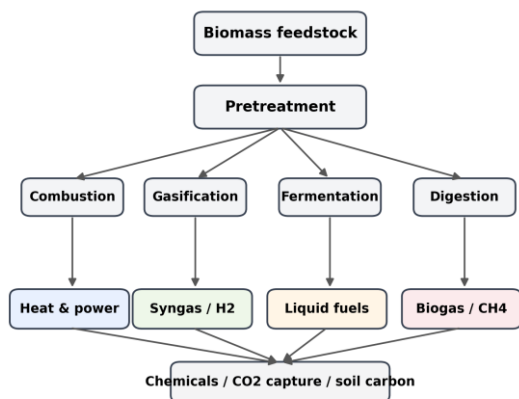 Biomass feedstock
Pretreatment
Combustion
Gasification
Fermentation
Digestion
Heat & power
Syngas / H2
Liquid fuels
Biogas / CH4
Chemicals / CO2 capture / soil carbon